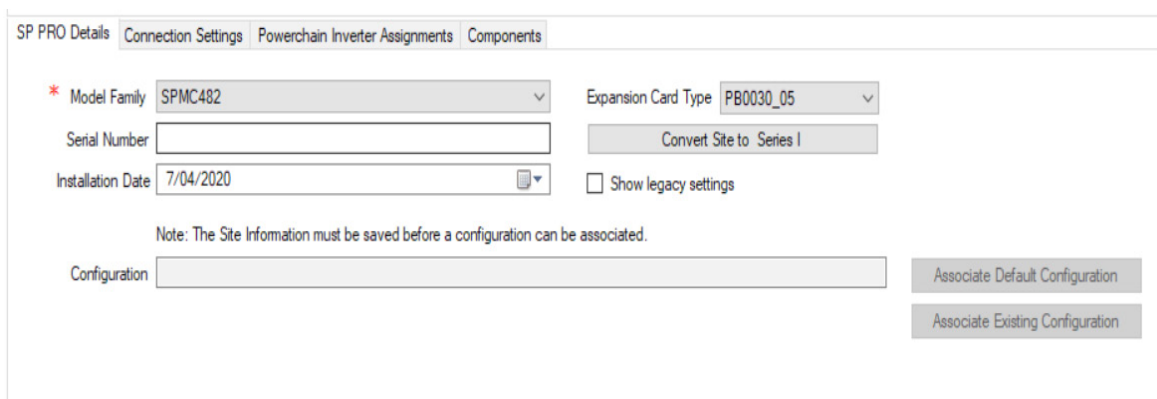 SP PRO Details Connection Settings Powerchain Inverter Assignments Components
* Model Family SPMC482 Expansion Card Type PB0030_05
Serial Number Convert Site to Series I
Installation Date 7/04/2020 Show legacy settings
Note: The Site Information must be saved before a configuration can be associated.
Configuration Associate Default Configuration
Associate Existing Configuration